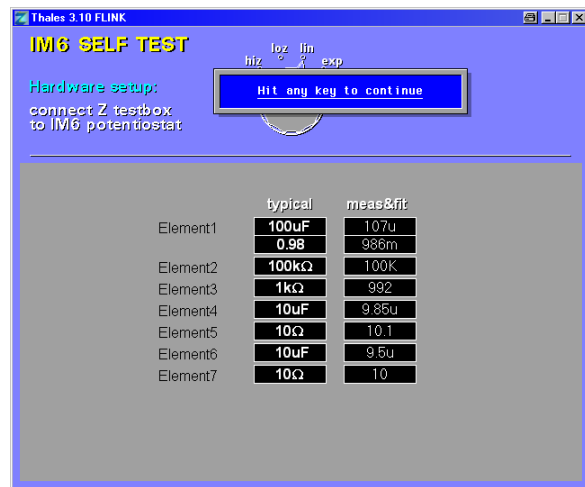 Thales 3.10 FLINK
IM6 SELF TEST
loz lin
hiz exp
Hit any key to continue
Hardware setup:
connect Z testbox
to IM6 potentiostat
typical meas&fit
Element1 100uF 107u
0.98 986m
Element2 100kΩ 100K
Element3 1kΩ 992
Element4 10uF 9.85u
Element5 10Ω 10.1
Element6 10uF 9.5u
Element7 10Ω 10